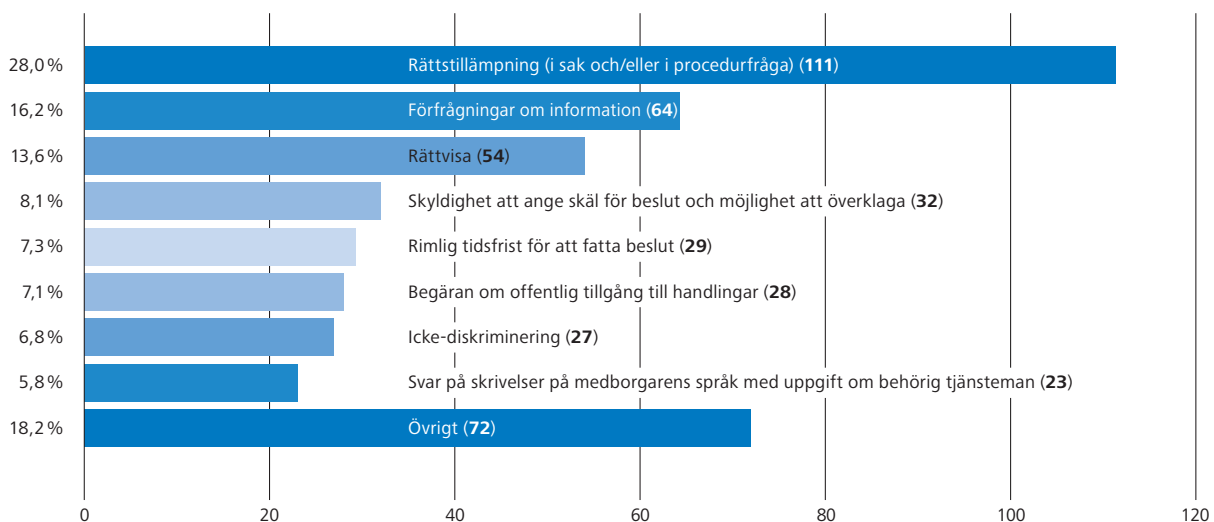 28,0 % Rättstillämpning (i sak och/eller i procedurfråga) (111)
16,2 % Förfrågningar om information (64)
13,6 % Rättvisa (54)
8,1 % Skyldighet att ange skäl för beslut och möjlighet att överklaga (32)
7,3 % Rimlig tidsfrist för att fatta beslut (29)
7,1 % Begäran om offentlig tillgång till handlingar (28)
6,8 % Icke-diskriminering (27)
5,8 % Svar på skrivelser på medborgarens språk med uppgift om behörig tjänsteman (23)
18,2 % Övrigt (72)
0 20 40 60 80 100 120